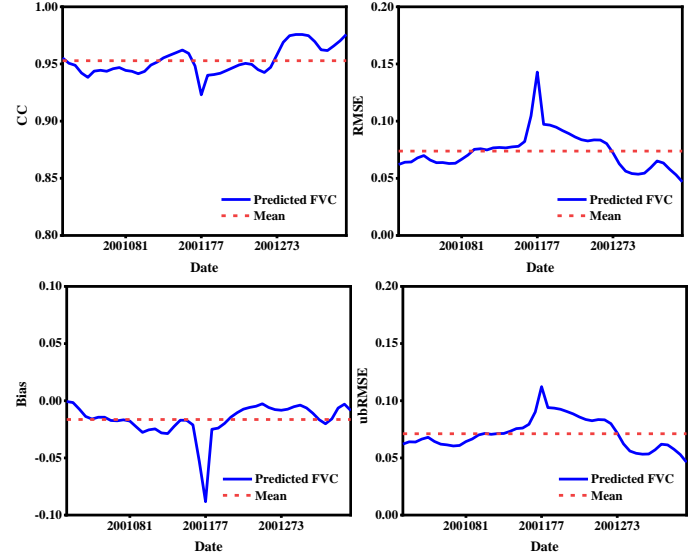 1.00
0.95
0.90
0.85
0.80
CC
Predicted FVC
Mean
2001081 2001177 2001273
Date
0.20
0.15
0.10
0.05
0.00
RMSE
Predicted FVC
Mean
2001081 2001177 2001273
Date
0.10
0.05
0.00
-0.05
-0.10
Bias
Predicted FVC
Mean
2001081 2001177 2001273
Date
0.20
0.15
0.10
0.05
0.00
ubRMSE
Predicted FVC
Mean
2001081 2001177 2001273
Date